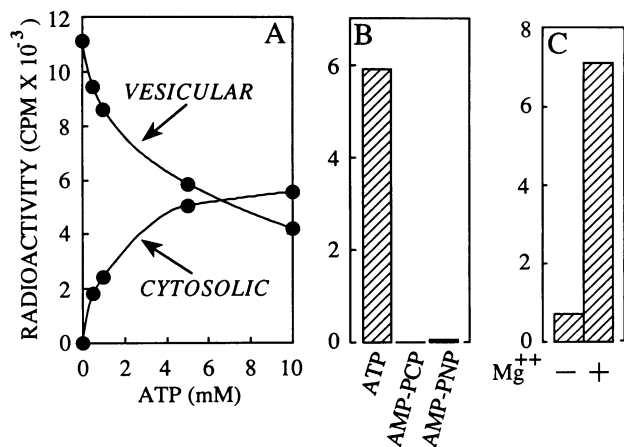 A
B
C
RADIOACTIVITY (CPM X 10⁻³)
12
10
8
6
4
2
0
VESICULAR
CYTOSOLIC
0 2 4 6 8 10
ATP (mM)
6
4
2
0
ATP
AMP-PCP
AMP-PNP
8
6
4
2
0
Mg⁺⁺ − +